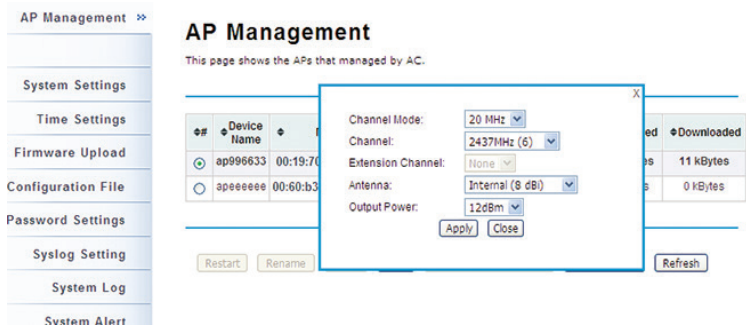 AP Management »
System Settings
Time Settings
Firmware Upload
Configuration File
Password Settings
Syslog Setting
System Log
System Alert
AP Management
This page shows the APs that managed by AC.
# Device Name Downloaded
ap996633 00:19:70 11 kBytes
apeeeeee 00:60:b3 0 kBytes
Restart Rename Refresh
X
Channel Mode: 20 MHz
Channel: 2437MHz (6)
Extension Channel: None
Antenna: Internal (8 dBi)
Output Power: 12dBm
Apply Close